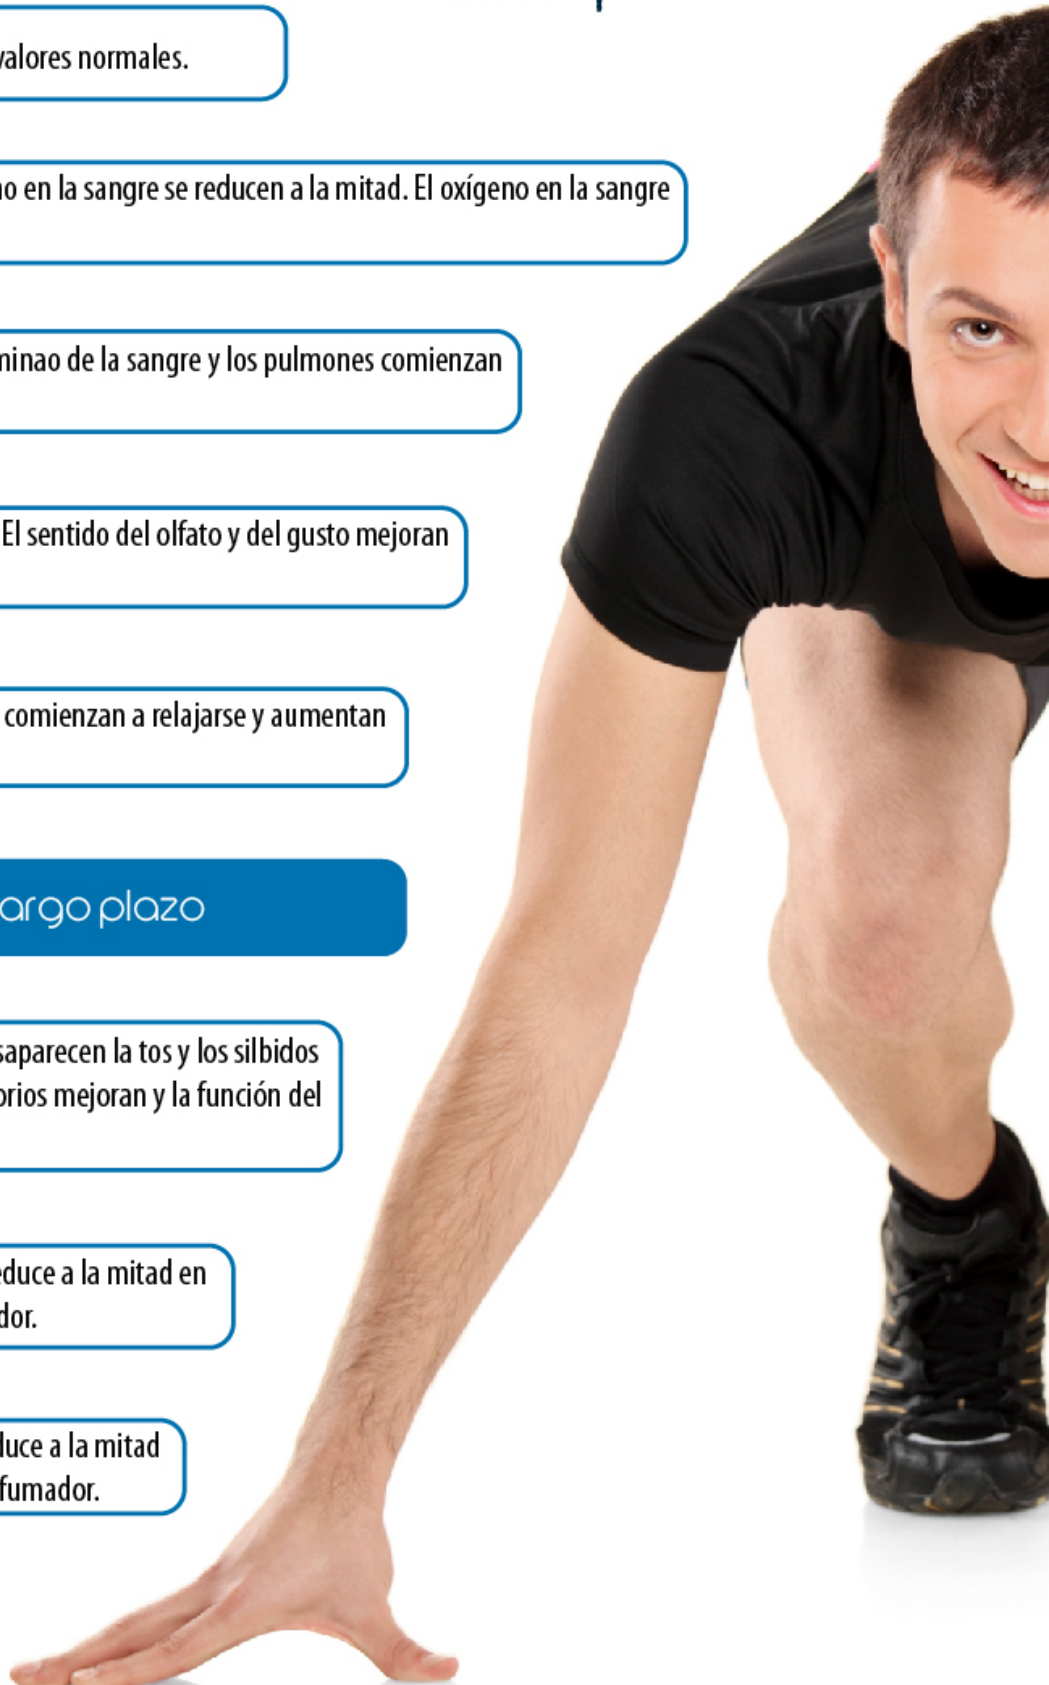 valores normales.
o en la sangre se reducen a la mitad. El oxígeno en la sangre
minao de la sangre y los pulmones comienzan
El sentido del olfato y del gusto mejoran
comienzan a relajarse y aumentan
argo plazo
saparecen la tos y los silbidos
orios mejoran y la función del
educe a la mitad en
dor.
duce a la mitad
fumador.